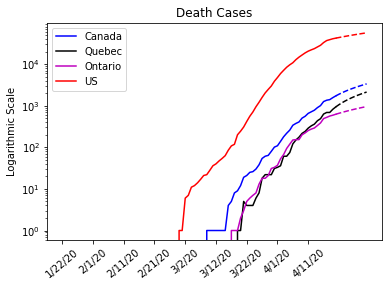 Death Cases
Canada
Quebec
Ontario
US
Logarithmic Scale
10⁴
10³
10²
10¹
10⁰
1/22/20
2/1/20
2/11/20
2/21/20
3/2/20
3/12/20
3/22/20
4/1/20
4/11/20